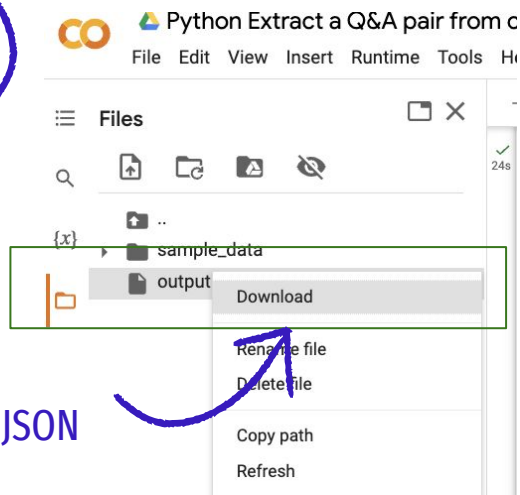 CO
Python Extract a Q&A pair from
File Edit View Insert Runtime Tools
Files
24s
{x}
..
sample_data
output
Download
Rename file
Delete file
JSON
Copy path
Refresh